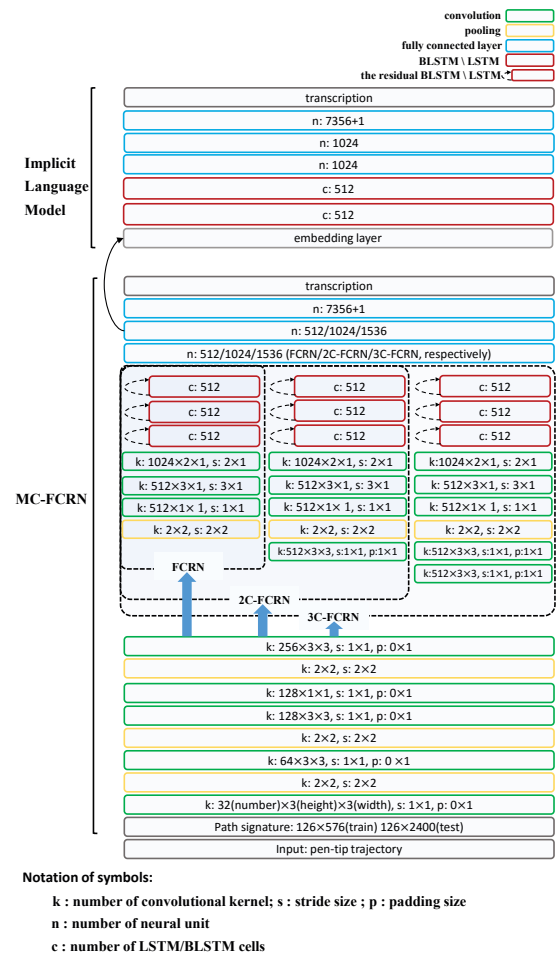 convolution
pooling
fully connected layer
BLSTM \ LSTM
the residual BLSTM \ LSTM
Implicit
Language
Model
transcription
n: 7356+1
n: 1024
n: 1024
c: 512
c: 512
embedding layer
MC-FCRN
transcription
n: 7356+1
n: 512/1024/1536
n: 512/1024/1536 (FCRN/2C-FCRN/3C-FCRN, respectively)
c: 512 c: 512 c: 512
c: 512 c: 512 c: 512
c: 512 c: 512 c: 512
k: 1024×2×1, s: 2×1 k: 1024×2×1, s: 2×1 k:1024×2×1, s: 2×1
k: 512×3×1, s: 3×1 k: 512×3×1, s: 3×1 k: 512×3×1, s: 3×1
k: 512×1× 1, s: 1×1 k: 512×1× 1, s: 1×1 k: 512×1× 1, s: 1×1
k: 2×2, s: 2×2 k: 2×2, s: 2×2 k: 2×2, s: 2×2
k:512×3×3, s:1×1, p:1×1 k:512×3×3, s:1×1, p:1×1
k:512×3×3, s:1×1, p:1×1
FCRN
2C-FCRN
3C-FCRN
k: 256×3×3, s: 1×1, p: 0×1
k: 2×2, s: 2×2
k: 128×1×1, s: 1×1, p: 0×1
k: 128×3×3, s: 1×1, p: 0×1
k: 2×2, s: 2×2
k: 64×3×3, s: 1×1, p: 0 ×1
k: 2×2, s: 2×2
k: 32(number)×3(height)×3(width), s: 1×1, p: 0×1
Path signature: 126×576(train) 126×2400(test)
Input: pen-tip trajectory
Notation of symbols:
k : number of convolutional kernel; s : stride size ; p : padding size
n : number of neural unit
c : number of LSTM/BLSTM cells